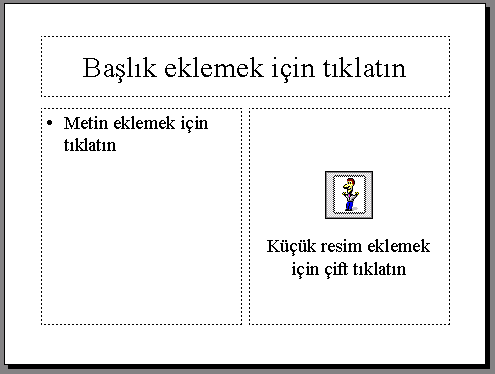 Başlık eklemek için tıklatın
• Metin eklemek için
tıklatın
Küçük resim eklemek
için çift tıklatın